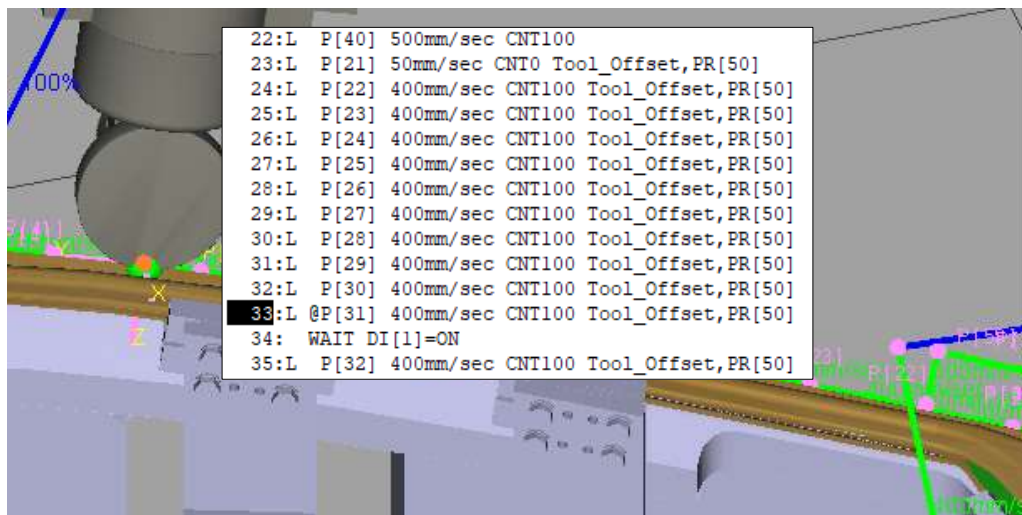 22:L P[40] 500mm/sec CNT100
23:L P[21] 50mm/sec CNT0 Tool_Offset,PR[50]
24:L P[22] 400mm/sec CNT100 Tool_Offset,PR[50]
25:L P[23] 400mm/sec CNT100 Tool_Offset,PR[50]
26:L P[24] 400mm/sec CNT100 Tool_Offset,PR[50]
27:L P[25] 400mm/sec CNT100 Tool_Offset,PR[50]
28:L P[26] 400mm/sec CNT100 Tool_Offset,PR[50]
29:L P[27] 400mm/sec CNT100 Tool_Offset,PR[50]
30:L P[28] 400mm/sec CNT100 Tool_Offset,PR[50]
31:L P[29] 400mm/sec CNT100 Tool_Offset,PR[50]
32:L P[30] 400mm/sec CNT100 Tool_Offset,PR[50]
33:L @P[31] 400mm/sec CNT100 Tool_Offset,PR[50]
34: WAIT DI[1]=ON
35:L P[32] 400mm/sec CNT100 Tool_Offset,PR[50]
100%
X
Z
P[22]